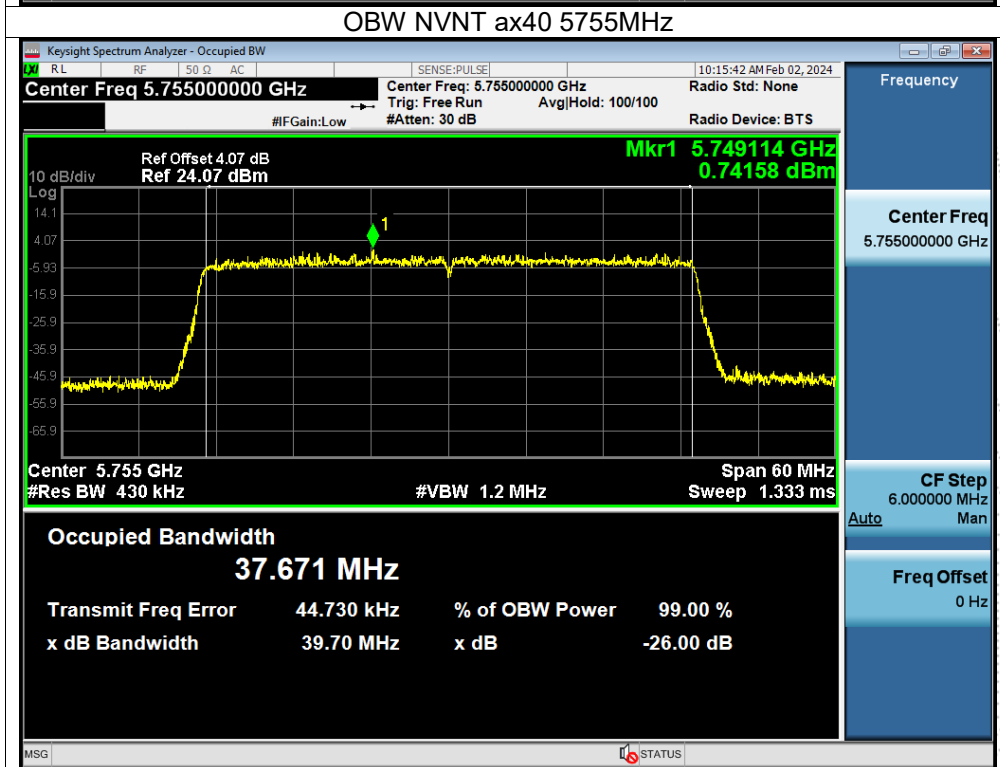 OBW NVNT ax40 5755MHz
Keysight Spectrum Analyzer - Occupied BW
LXI RL RF 50 Ω AC SENSE:PULSE 10:15:42 AM Feb 02, 2024
Center Freq 5.755000000 GHz
Center Freq: 5.755000000 GHz
Radio Std: None
Trig: Free Run Avg|Hold: 100/100
#IFGain:Low
#Atten: 30 dB
Radio Device: BTS
Frequency
Mkr1 5.749114 GHz
0.74158 dBm
Ref Offset 4.07 dB
10 dB/div Ref 24.07 dBm
Log
14.1
4.07
-5.93
-15.9
-25.9
-35.9
-45.9
-55.9
-65.9
1
Center 5.755 GHz
Span 60 MHz
#Res BW 430 kHz
#VBW 1.2 MHz
Sweep 1.333 ms
Center Freq
5.755000000 GHz
CF Step
6.000000 MHz
Auto Man
Freq Offset
0 Hz
Occupied Bandwidth
37.671 MHz
Transmit Freq Error 44.730 kHz % of OBW Power 99.00 %
x dB Bandwidth 39.70 MHz x dB -26.00 dB
MSG STATUS